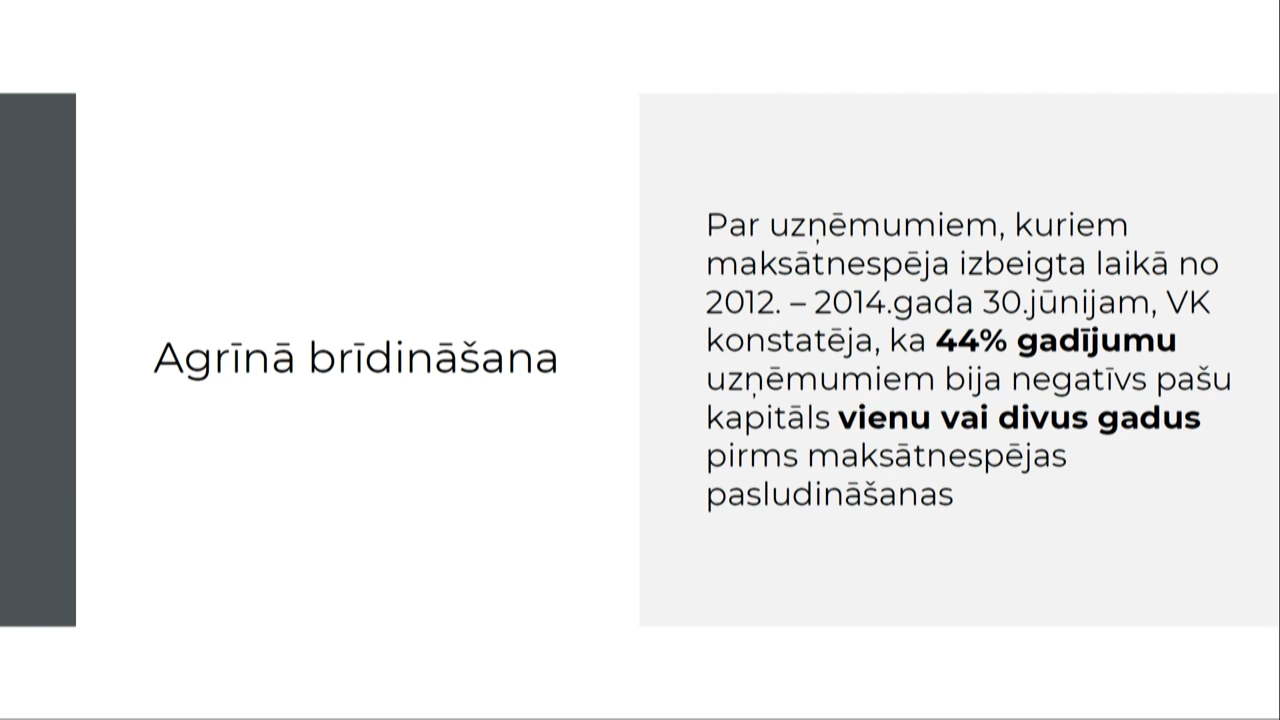 Agrīnā brīdināšana
Par uzņēmumiem, kuriem
maksātnespēja izbeigta laikā no
2012. – 2014.gada 30.jūnijam, VK
konstatēja, ka 44% gadījumu
uzņēmumiem bija negatīvs pašu
kapitāls vienu vai divus gadus
pirms maksātnespējas
pasludināšanas